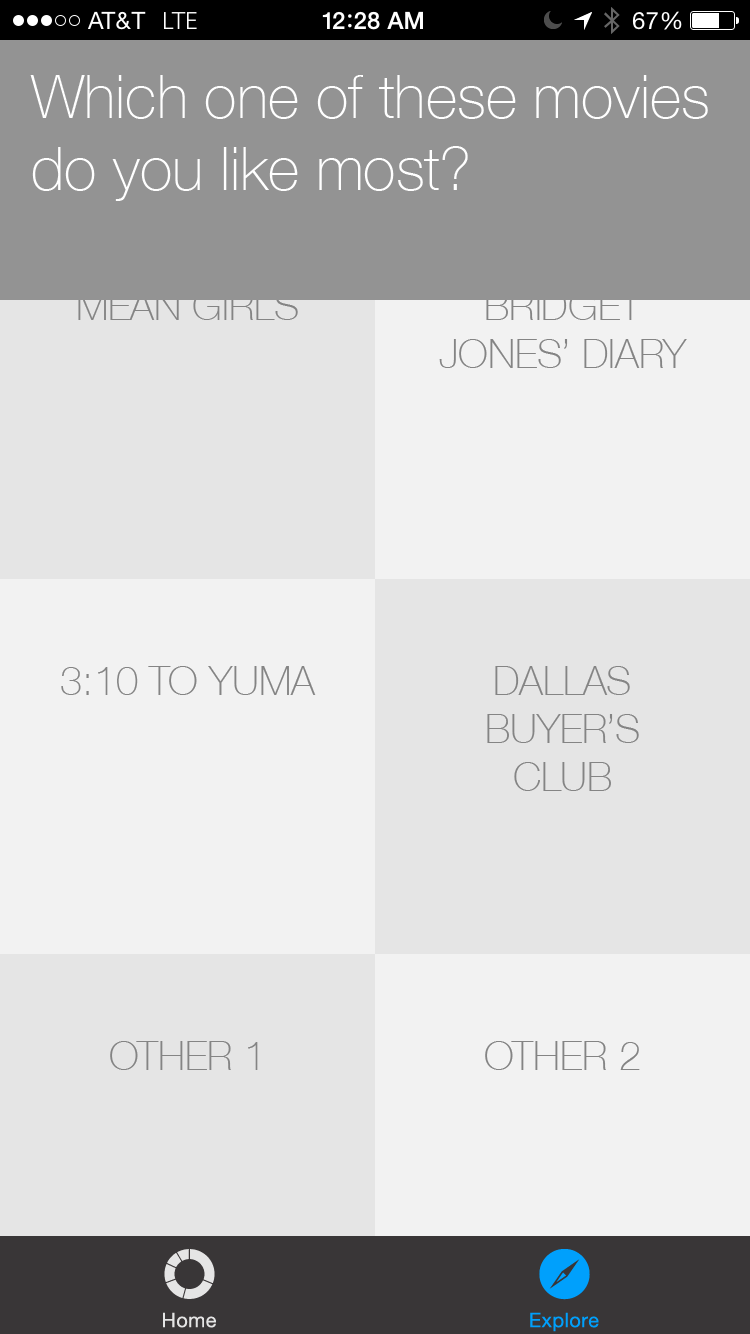 AT&T LTE 12:28 AM 67%
Which one of these movies
do you like most?
MEAN GIRLS
BRIDGET
JONES’ DIARY
3:10 TO YUMA
DALLAS
BUYER’S
CLUB
OTHER 1
OTHER 2
Home
Explore